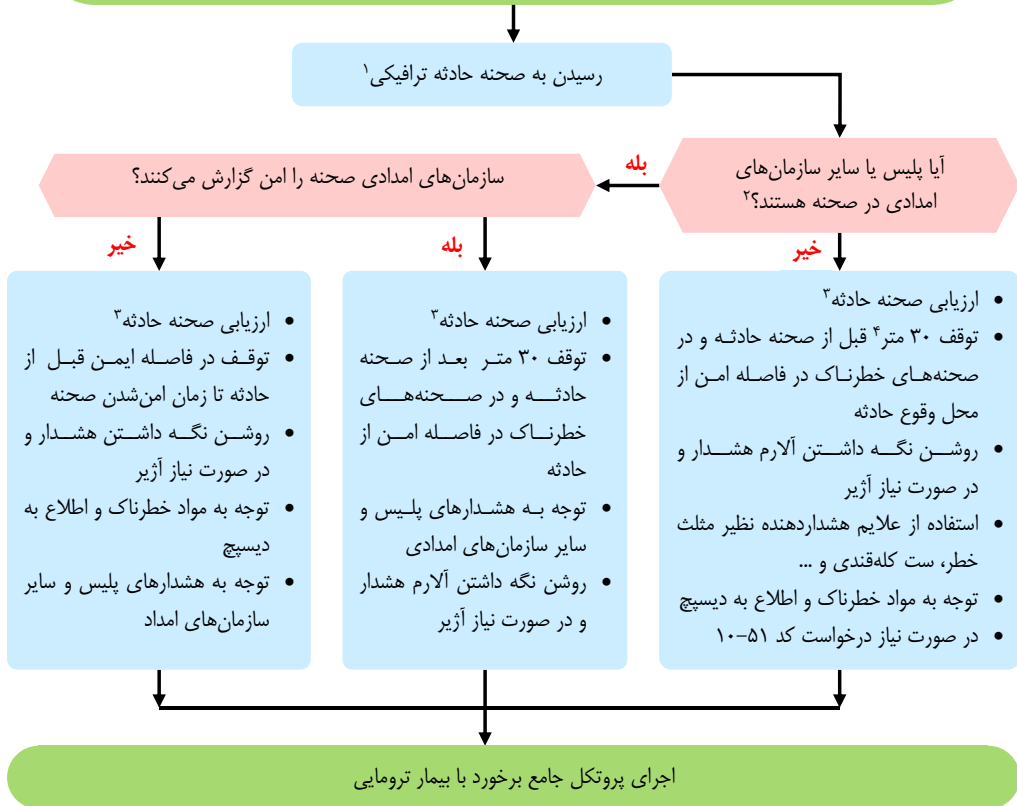 رسیدن به صحنه حادثه ترافیکی۱
آیا پلیس یا سایر سازمان‌های
امدادی در صحنه هستند؟۲
بله
سازمان‌های امدادی صحنه را امن گزارش می‌کنند؟
خیر
بله
خیر
• ارزیابی صحنه حادثه۳
• توقف ۳۰ متر۴ قبل از صحنه حادثه و در
صحنه‌های خطرناک در فاصله امن از
محل وقوع حادثه
• روشن نگه داشتن آلارم هشدار و
در صورت نیاز آژیر
• استفاده از علایم هشداردهنده نظیر مثلث
خطر، ست کله‌قندی و ...
• توجه به مواد خطرناک و اطلاع به دیسپچ
• در صورت نیاز درخواست کد ۵۱-۱۰
• ارزیابی صحنه حادثه۳
• توقف ۳۰ متر بعد از صحنه
حادثه و در صحنه‌های
خطرناک در فاصله امن از
حادثه
• توجه به هشدارهای پلیس و
سایر سازمان‌های امدادی
• روشن نگه داشتن آلارم هشدار
و در صورت نیاز آژیر
• ارزیابی صحنه حادثه۳
• توقف در فاصله ایمن قبل از
حادثه تا زمان امن‌شدن صحنه
• روشن نگه داشتن هشدار و
در صورت نیاز آژیر
• توجه به مواد خطرناک و اطلاع به
دیسپچ
• توجه به هشدارهای پلیس و سایر
سازمان‌های امداد
اجرای پروتکل جامع برخورد با بیمار ترومایی